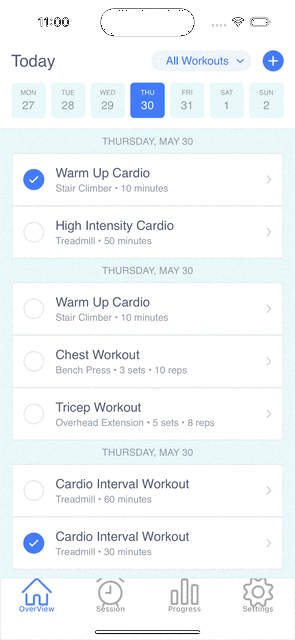 11:00
Today
All Workouts
MON
27
TUE
28
WED
29
THU
30
FRI
31
SAT
1
SUN
2
THURSDAY, MAY 30
Warm Up Cardio
Stair Climber • 10 minutes
High Intensity Cardio
Treadmill • 50 minutes
THURSDAY, MAY 30
Warm Up Cardio
Stair Climber • 10 minutes
Chest Workout
Bench Press • 3 sets • 10 reps
Tricep Workout
Overhead Extension • 5 sets • 8 reps
THURSDAY, MAY 30
Cardio Interval Workout
Treadmill • 60 minutes
Cardio Interval Workout
Treadmill • 30 minutes
OverView
Session
Progress
Settings